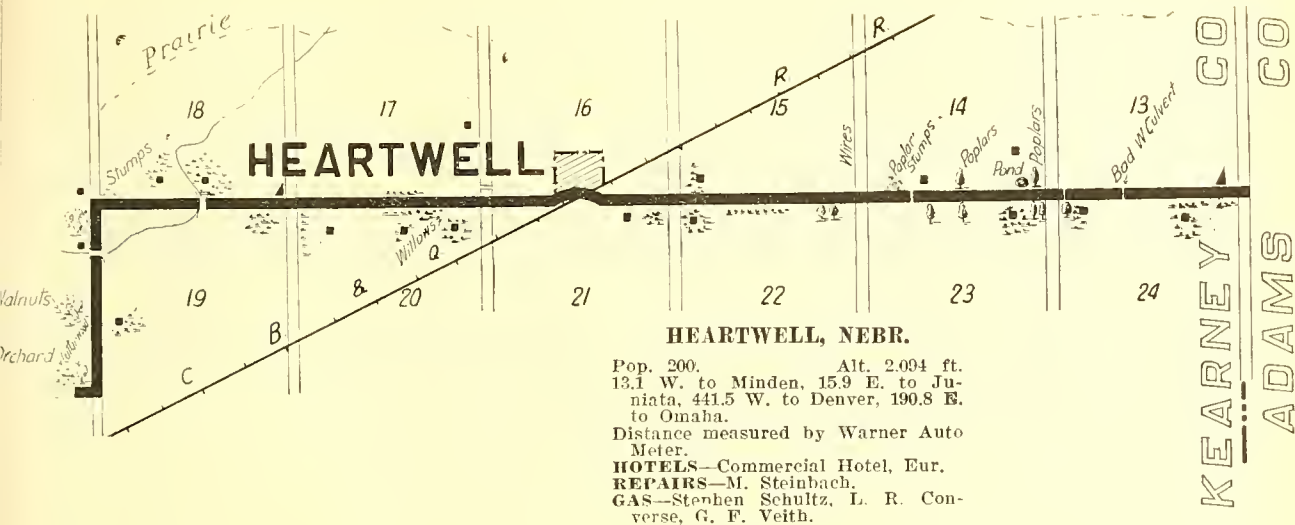 Prairie
R.
R.
KEARNEY CO
ADAMS CO
18
17
16
15
14
13
Stumps
HEARTWELL
Wires
Poplar Stumps
Poplars
Pond
Poplars
Bad W Culvert
Willows
Q.
&
B
C
19
20
21
22
23
24
Walnuts
Orchard
HEARTWELL, NEBR.
Pop. 200. Alt. 2.094 ft.
13.1 W. to Minden, 15.9 E. to Ju-
niata, 441.5 W. to Denver, 190.8 E.
to Omaha.
Distance measured by Warner Auto
Meter.
HOTELS—Commercial Hotel, Eur.
REPAIRS—M. Steinbach.
GAS—Stephen Schultz, L. R. Con-
verse, G. F. Veith.